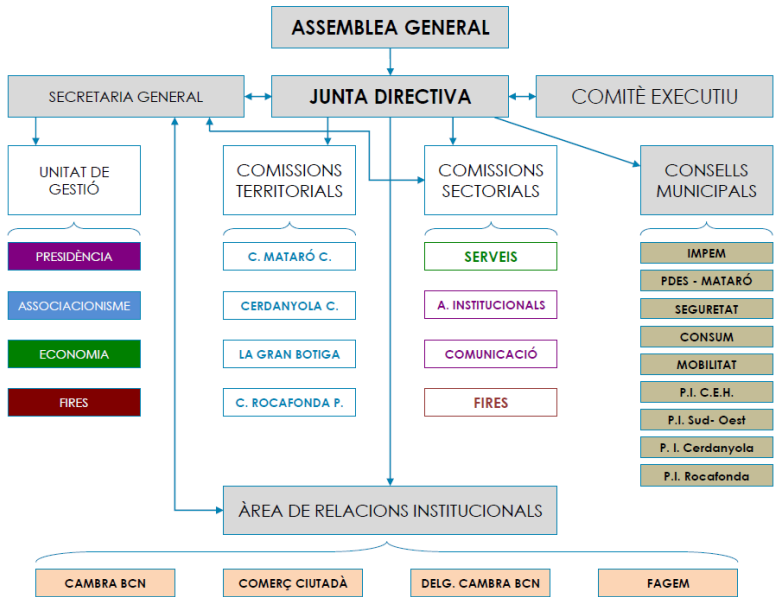 ASSEMBLEA GENERAL
SECRETARIA GENERAL
JUNTA DIRECTIVA
COMITÈ EXECUTIU
UNITAT DE
GESTIÓ
COMISSIONS
TERRITORIALS
COMISSIONS
SECTORIALS
CONSELLS
MUNICIPALS
PRESIDÈNCIA
ASSOCIACIONISME
ECONOMIA
FIRES
C. MATARÓ C.
CERDANYOLA C.
LA GRAN BOTIGA
C. ROCAFONDA P.
SERVEIS
A. INSTITUCIONALS
COMUNICACIÓ
FIRES
IMPEM
PDES - MATARÓ
SEGURETAT
CONSUM
MOBILITAT
P.I. C.E.H.
P.I. Sud- Oest
P. I. Cerdanyola
P.I. Rocafonda
ÀREA DE RELACIONS INSTITUCIONALS
CAMBRA BCN
COMERÇ CIUTADÀ
DELG. CAMBRA BCN
FAGEM